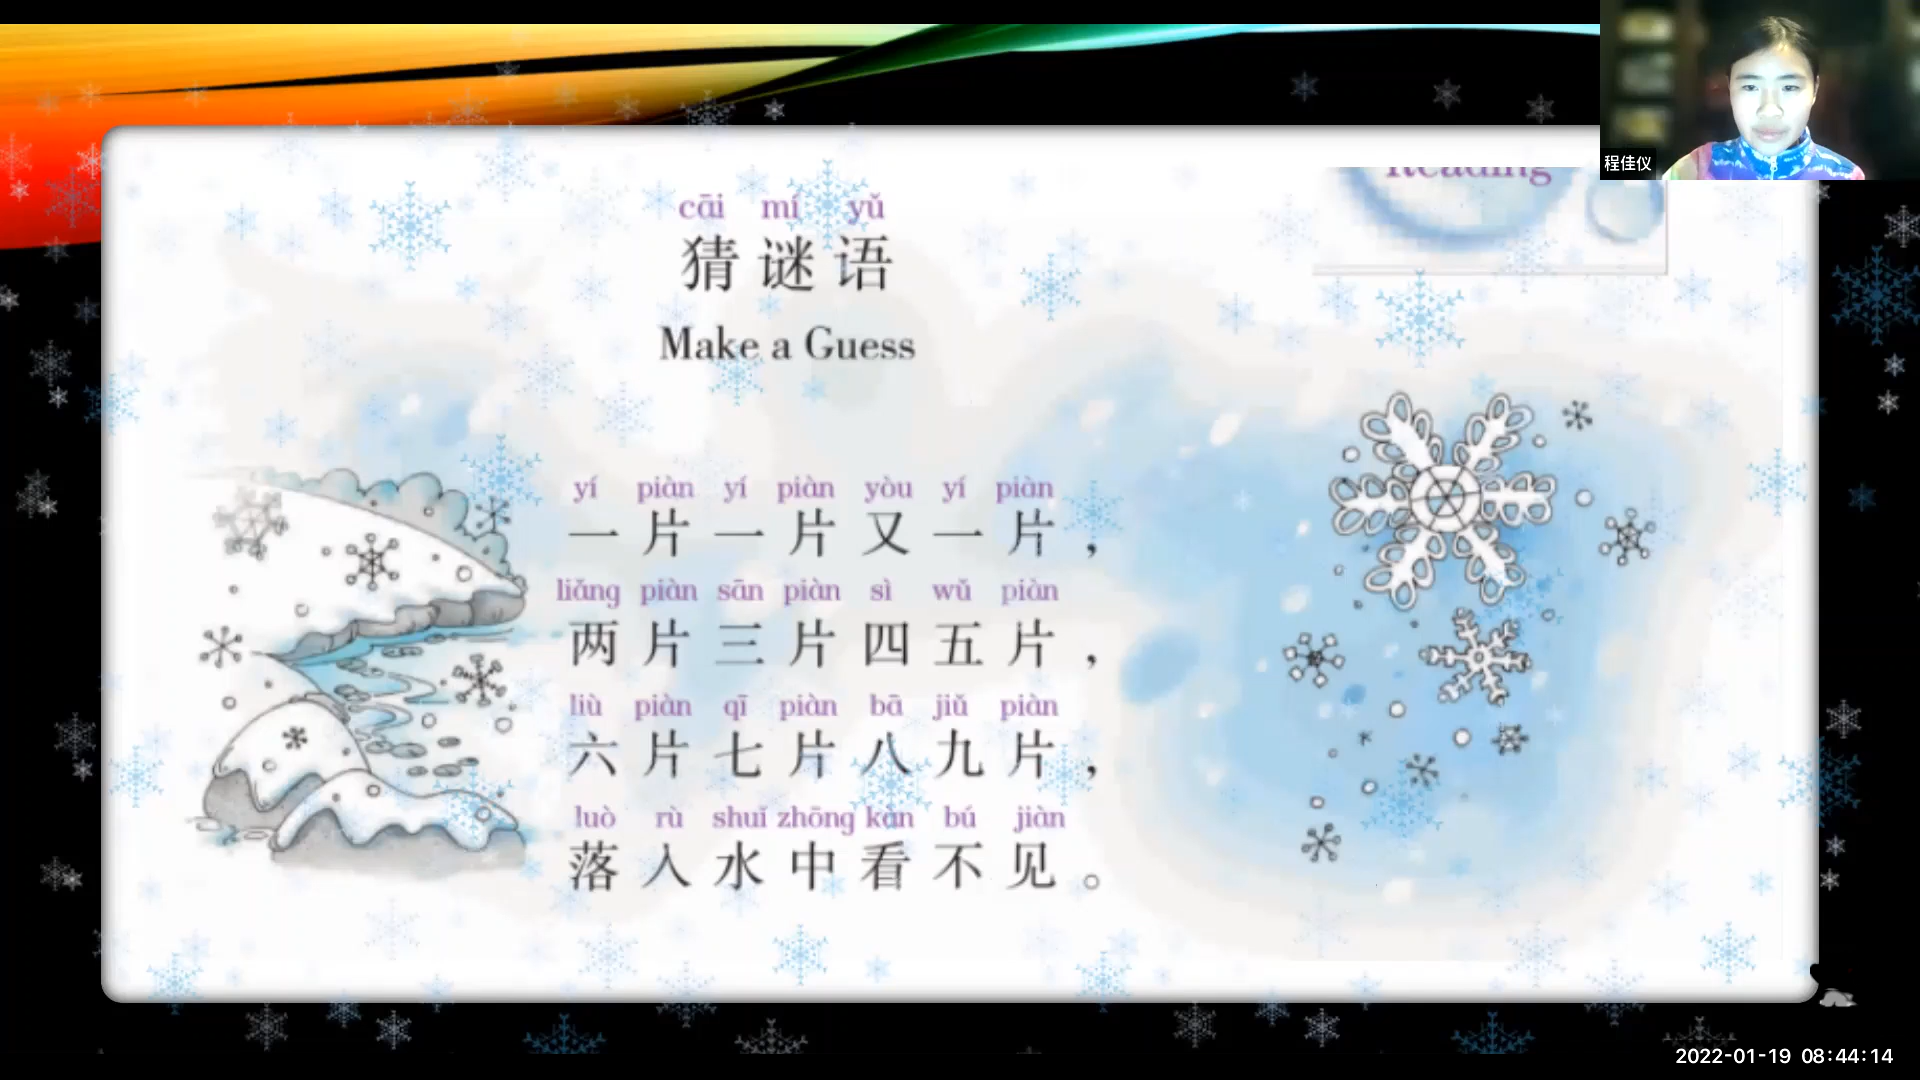 Reading
程佳仪
cāi mí yǔ
猜谜语
Make a Guess
yí piàn yí piàn yòu yí piàn
一片一片又一片，
liǎng piàn sān piàn sì wǔ piàn
两片三片四五片，
liù piàn qī piàn bā jiǔ piàn
六片七片八九片，
luò rù shuǐ zhōng kàn bú jiàn
落入水中看不见。
2022-01-19 08:44:14